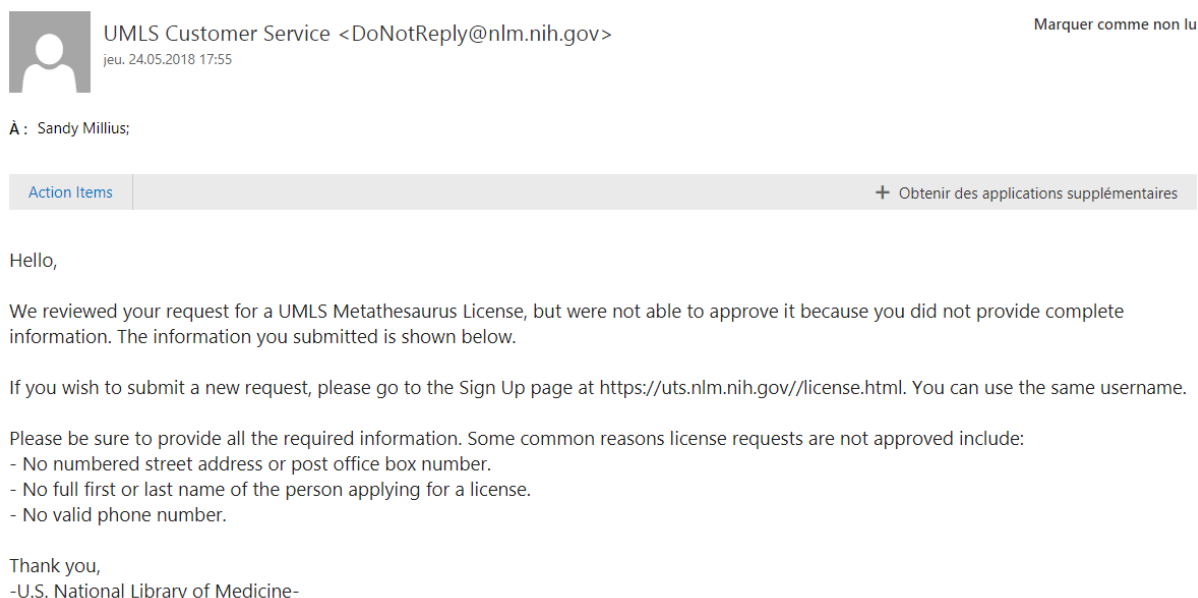 UMLS Customer Service <DoNotReply@nlm.nih.gov>
Marquer comme non lu
jeu. 24.05.2018 17:55
À : Sandy Millius;
Action Items
+ Obtenir des applications supplémentaires
Hello,
We reviewed your request for a UMLS Metathesaurus License, but were not able to approve it because you did not provide complete
information. The information you submitted is shown below.
If you wish to submit a new request, please go to the Sign Up page at https://uts.nlm.nih.gov//license.html. You can use the same username.
Please be sure to provide all the required information. Some common reasons license requests are not approved include:
- No numbered street address or post office box number.
- No full first or last name of the person applying for a license.
- No valid phone number.
Thank you,
-U.S. National Library of Medicine-